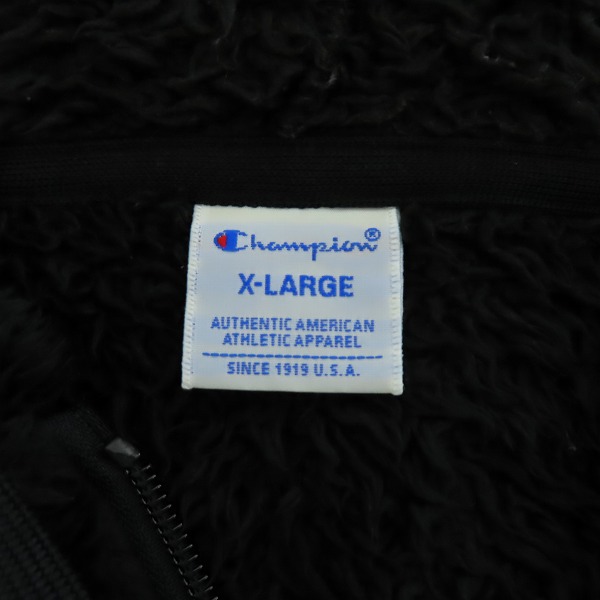 Champion®
X-LARGE
AUTHENTIC AMERICAN
ATHLETIC APPAREL
SINCE 1919 U.S.A.